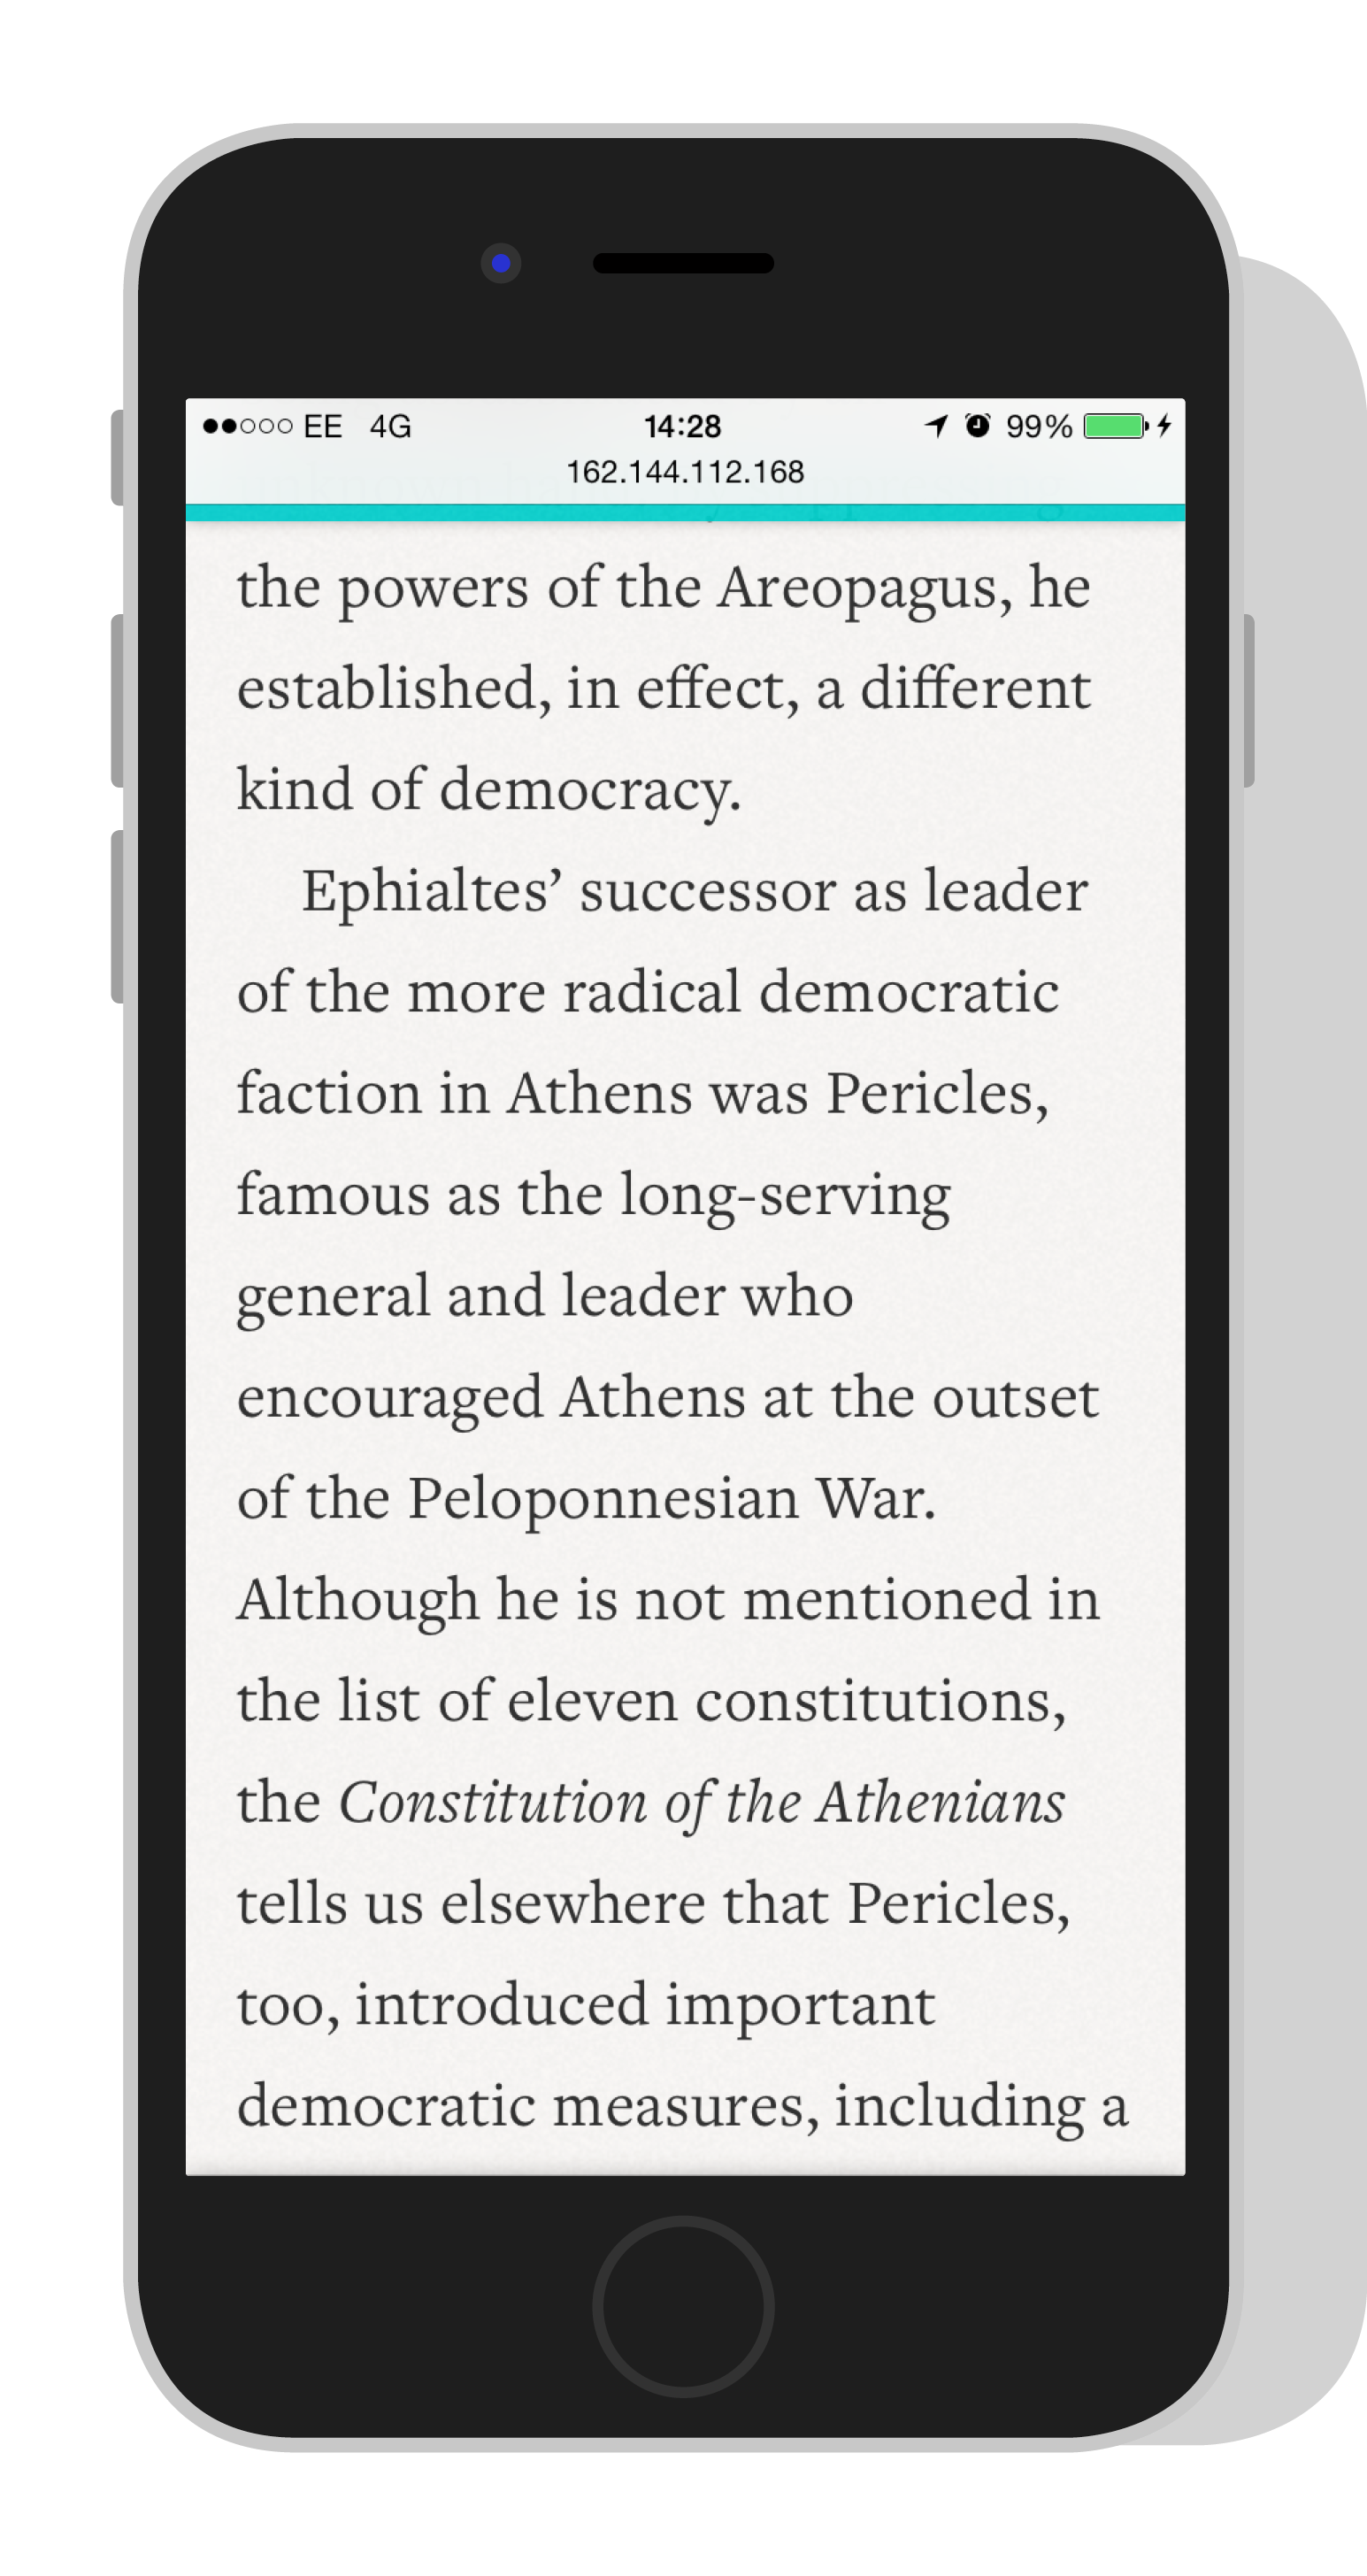 EE 4G 14:28 99%
162.144.112.168
the powers of the Areopagus, he
established, in effect, a different
kind of democracy.
Ephialtes’ successor as leader
of the more radical democratic
faction in Athens was Pericles,
famous as the long-serving
general and leader who
encouraged Athens at the outset
of the Peloponnesian War.
Although he is not mentioned in
the list of eleven constitutions,
the Constitution of the Athenians
tells us elsewhere that Pericles,
too, introduced important
democratic measures, including a